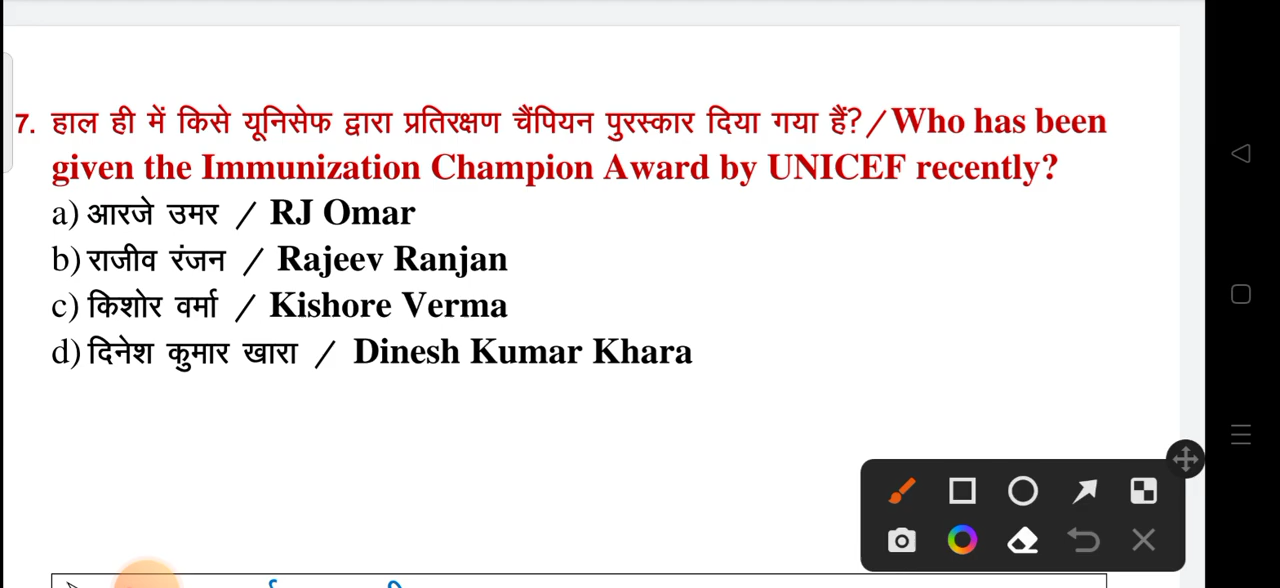 7. हाल ही में किसे यूनिसेफ द्वारा प्रतिरक्षण चैंपियन पुरस्कार दिया गया हैं?/Who has been
given the Immunization Champion Award by UNICEF recently?
a) आरजे उमर / RJ Omar
b) राजीव रंजन / Rajeev Ranjan
c) किशोर वर्मा / Kishore Verma
d) दिनेश कुमार खारा / Dinesh Kumar Khara